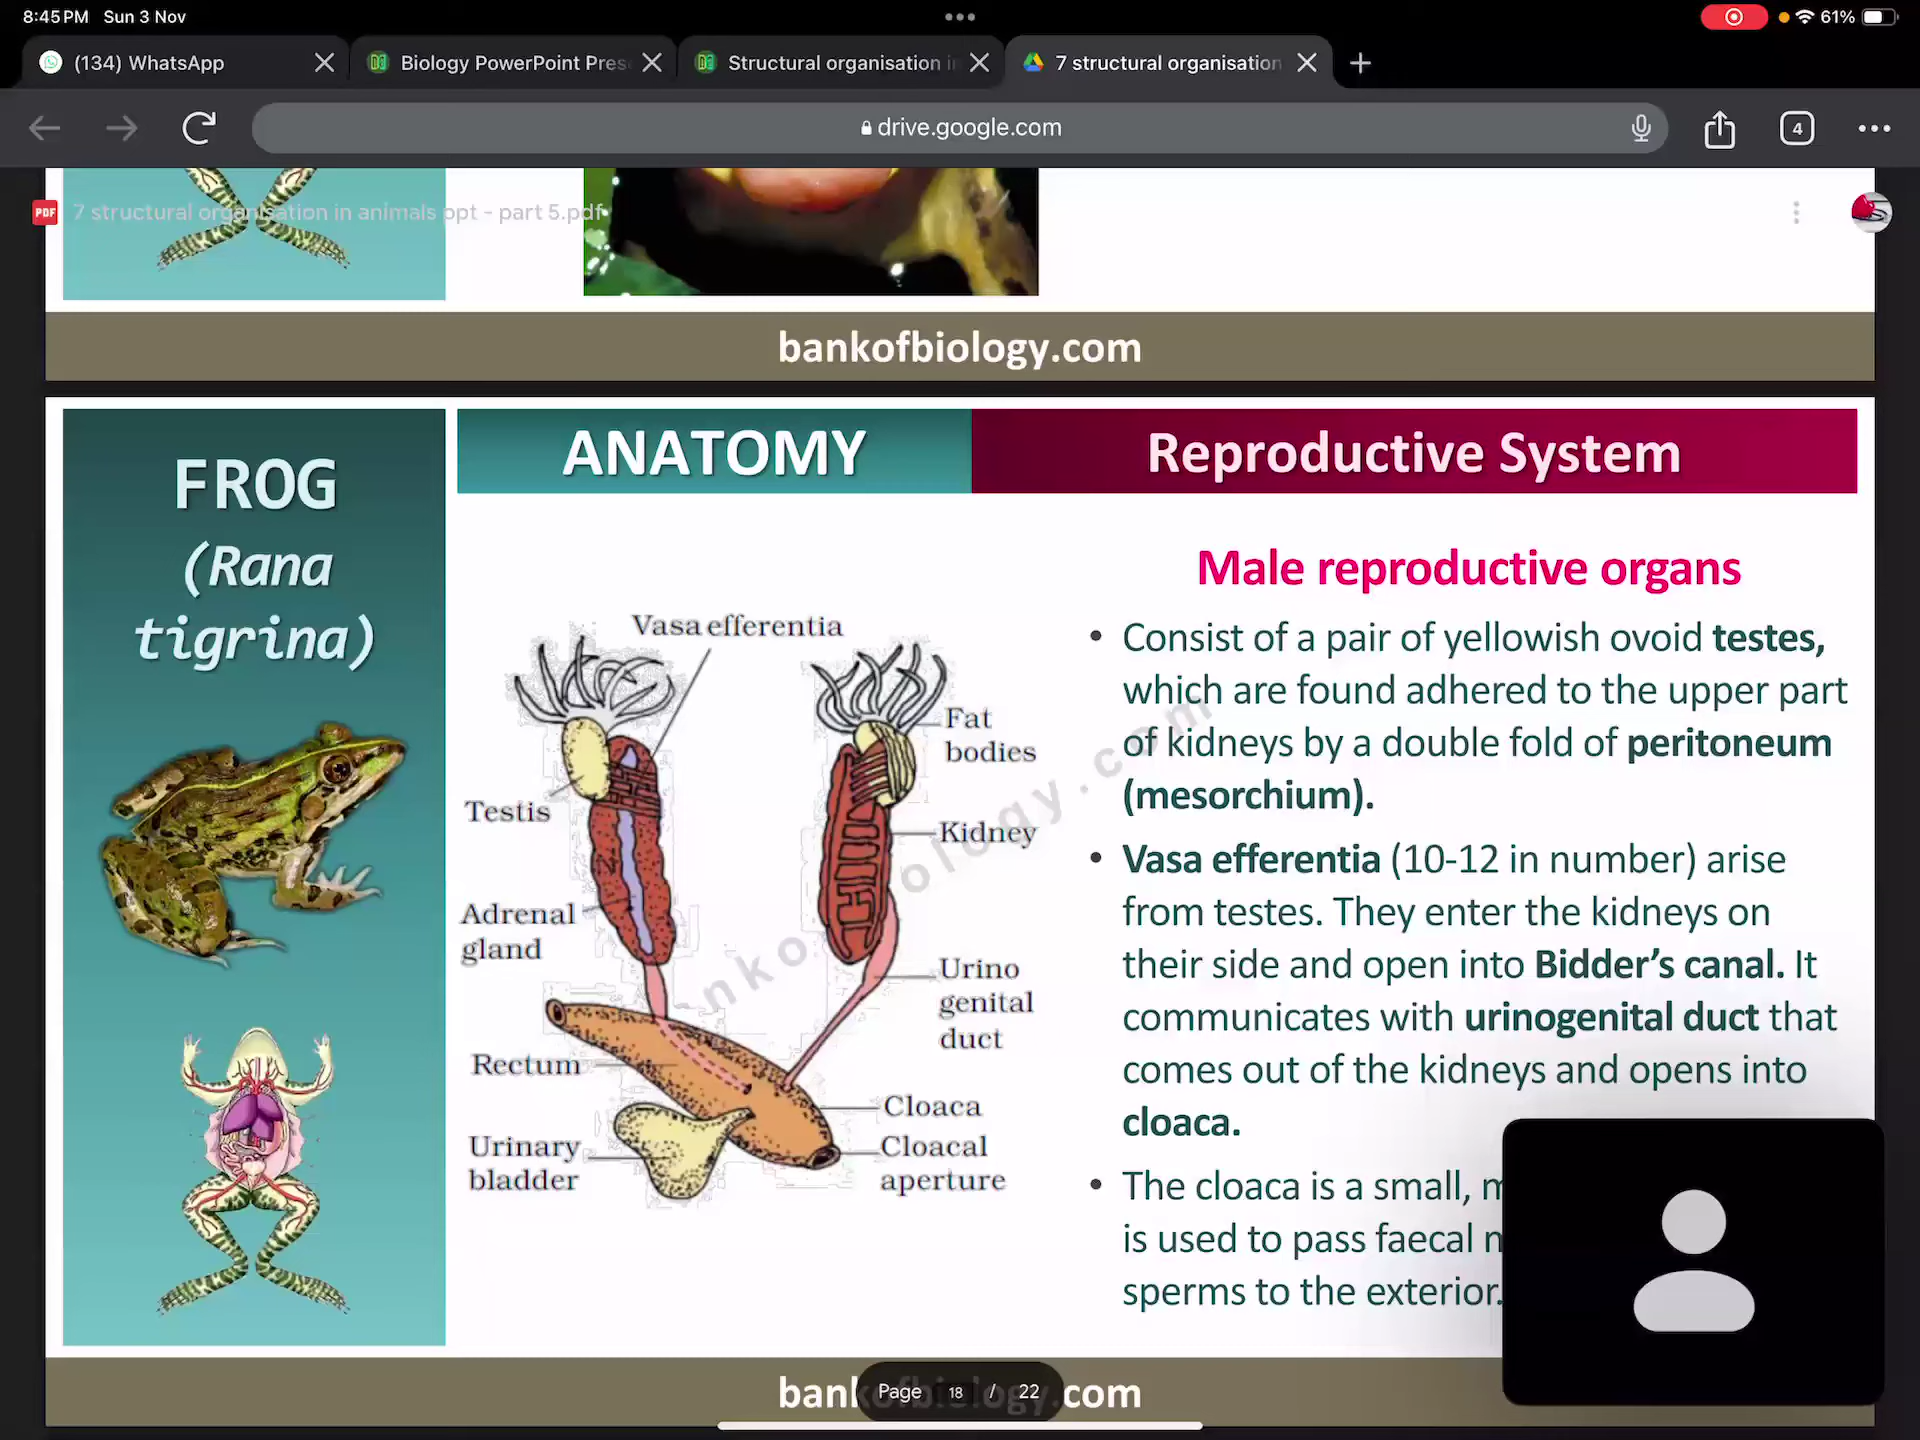 8:45 PM Sun 3 Nov
61%
(134) WhatsApp
Biology PowerPoint Pres
Structural organisation i
7 structural organisation
drive.google.com
4
PDF 7 structural organisation in animals ppt - part 5.pdf
bankofbiology.com
FROG
(Rana
tigrina)
ANATOMY
Reproductive System
Vasa efferentia
Fat
bodies
Testis
Kidney
Adrenal
gland
Urino
genital
duct
Rectum
Cloaca
Urinary
bladder
Cloacal
aperture
Male reproductive organs
• Consist of a pair of yellowish ovoid testes,
which are found adhered to the upper part
of kidneys by a double fold of peritoneum
(mesorchium).
• Vasa efferentia (10-12 in number) arise
from testes. They enter the kidneys on
their side and open into Bidder's canal. It
communicates with urinogenital duct that
comes out of the kidneys and opens into
cloaca.
• The cloaca is a small, m
is used to pass faecal m
sperms to the exterior.
bankofbiology.com
Page 18 / 22